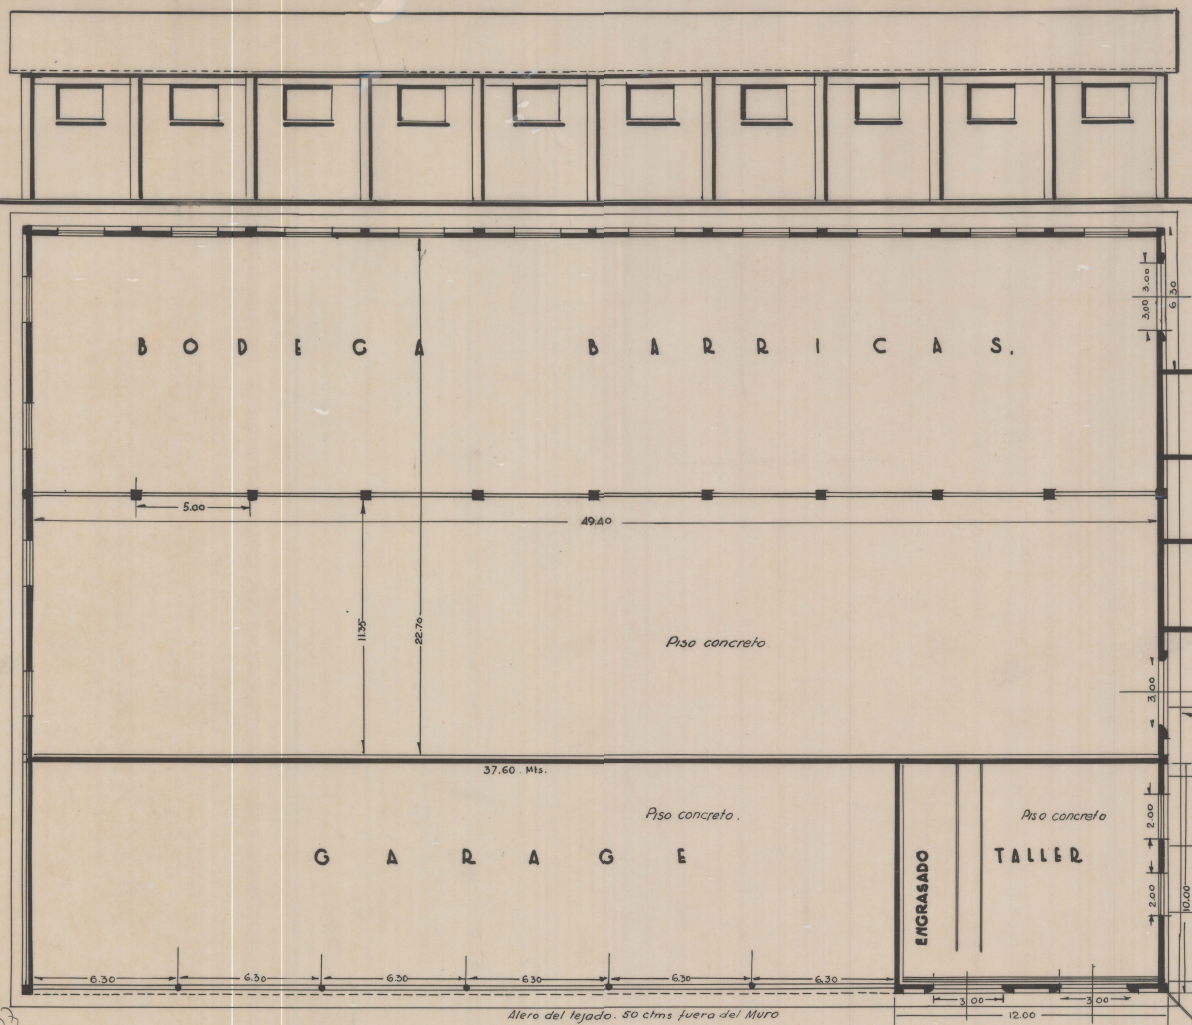 3.00
3.00
6.30
BODEGA BARRICAS.
5.00
49.40
11.35
22.70
Piso concreto
3.00
37.60. Mts.
Piso concreto.
Piso concreto
2.00
GARAGE
ENGRASADO
TALLER
2.00
10.00
6.30 6.30 6.30 6.30 6.30 6.30
3.00 3.00
Alero del tejado. 50 ctms fuera del Muro
12.00